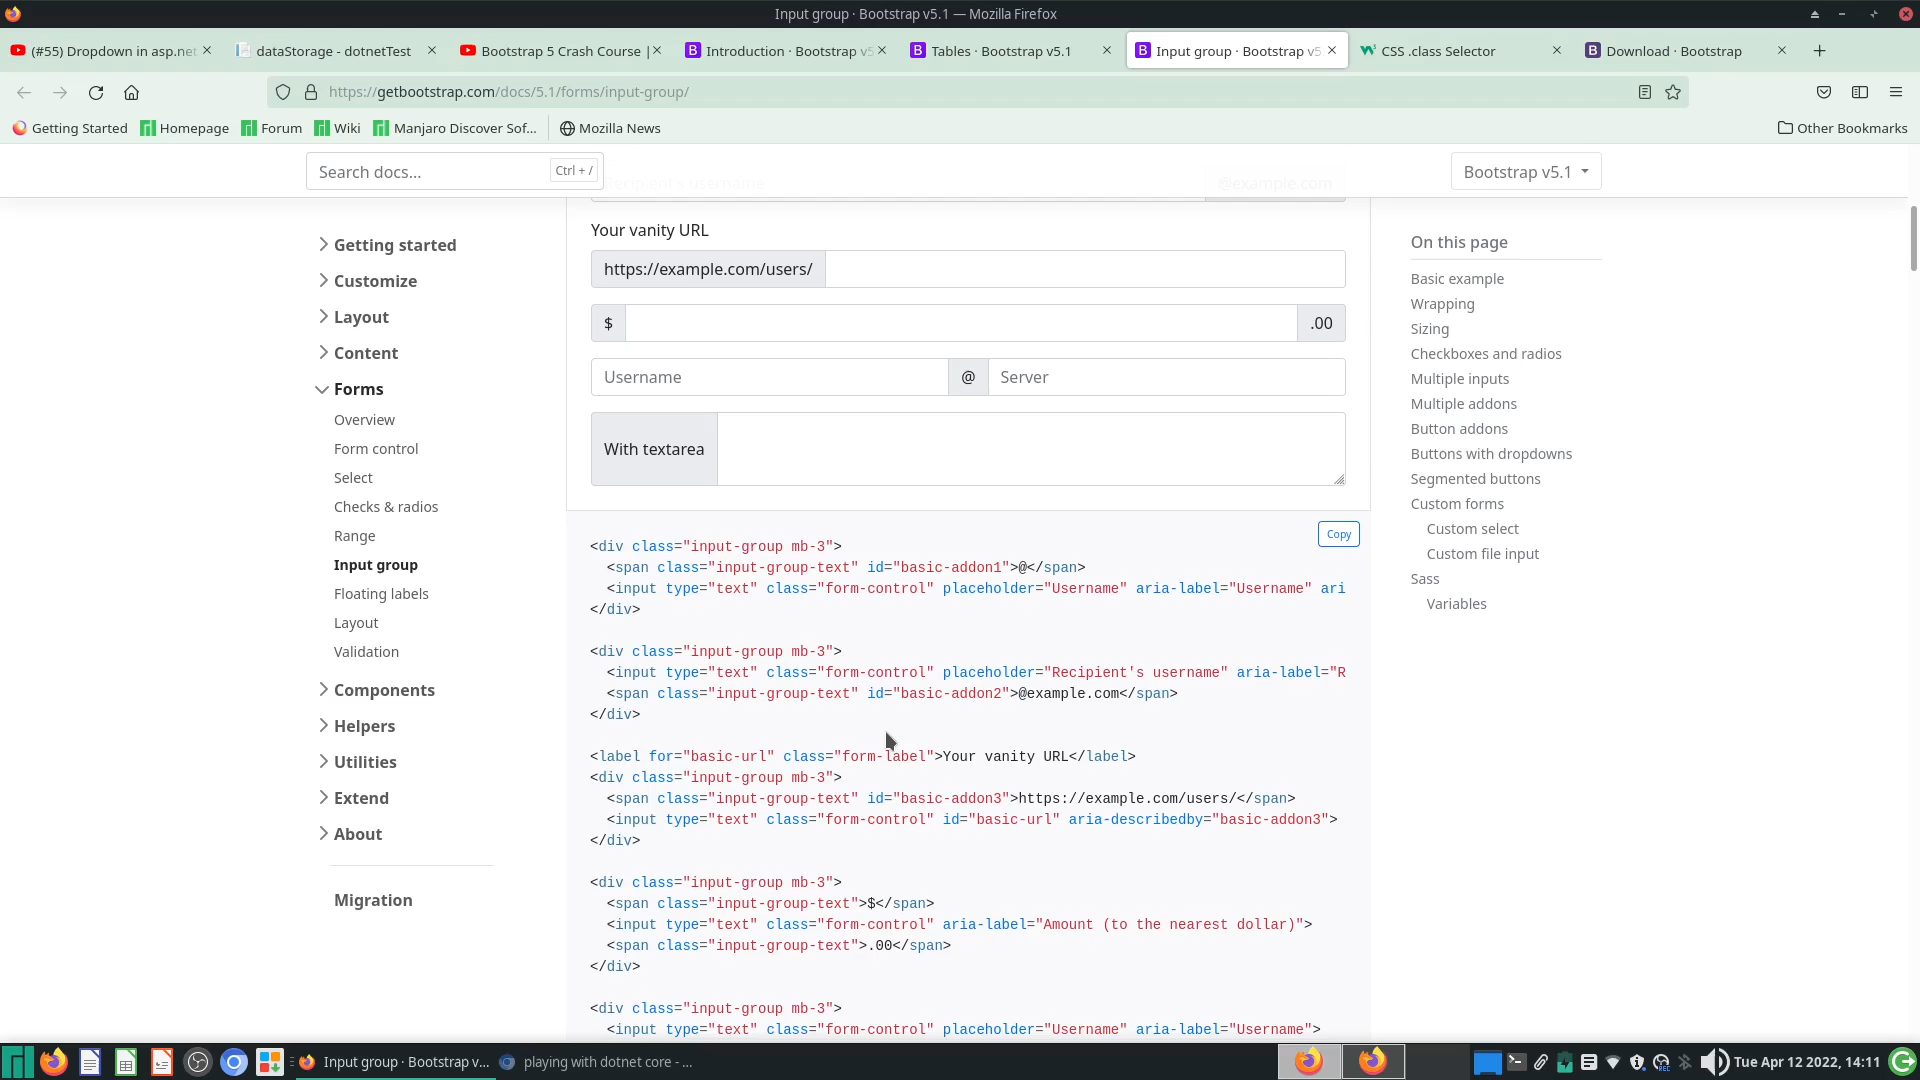 Input group · Bootstrap v5.1 — Mozilla Firefox
(#55) Dropdown in asp.net
dataStorage - dotnetTest
Bootstrap 5 Crash Course |
Introduction · Bootstrap v5
Tables · Bootstrap v5.1
Input group · Bootstrap v5
CSS .class Selector
Download · Bootstrap
https://getbootstrap.com/docs/5.1/forms/input-group/
Getting Started
Homepage
Forum
Wiki
Manjaro Discover Sof...
Mozilla News
Other Bookmarks
Search docs...
Ctrl + /
Recipient's username
@example.com
Bootstrap v5.1
Getting started
Customize
Layout
Content
Forms
Overview
Form control
Select
Checks & radios
Range
Input group
Floating labels
Layout
Validation
Components
Helpers
Utilities
Extend
About
Migration
Your vanity URL
https://example.com/users/
$
.00
Username
@
Server
With textarea
Copy
<div class="input-group mb-3">
  <span class="input-group-text" id="basic-addon1">@</span>
  <input type="text" class="form-control" placeholder="Username" aria-label="Username" ari
</div>
<div class="input-group mb-3">
  <input type="text" class="form-control" placeholder="Recipient's username" aria-label="R
  <span class="input-group-text" id="basic-addon2">@example.com</span>
</div>
<label for="basic-url" class="form-label">Your vanity URL</label>
<div class="input-group mb-3">
  <span class="input-group-text" id="basic-addon3">https://example.com/users/</span>
  <input type="text" class="form-control" id="basic-url" aria-describedby="basic-addon3">
</div>
<div class="input-group mb-3">
  <span class="input-group-text">$</span>
  <input type="text" class="form-control" aria-label="Amount (to the nearest dollar)">
  <span class="input-group-text">.00</span>
</div>
<div class="input-group mb-3">
  <input type="text" class="form-control" placeholder="Username" aria-label="Username">
On this page
Basic example
Wrapping
Sizing
Checkboxes and radios
Multiple inputs
Multiple addons
Button addons
Buttons with dropdowns
Segmented buttons
Custom forms
Custom select
Custom file input
Sass
Variables
Input group · Bootstrap v...
playing with dotnet core - ...
Tue Apr 12 2022, 14:11